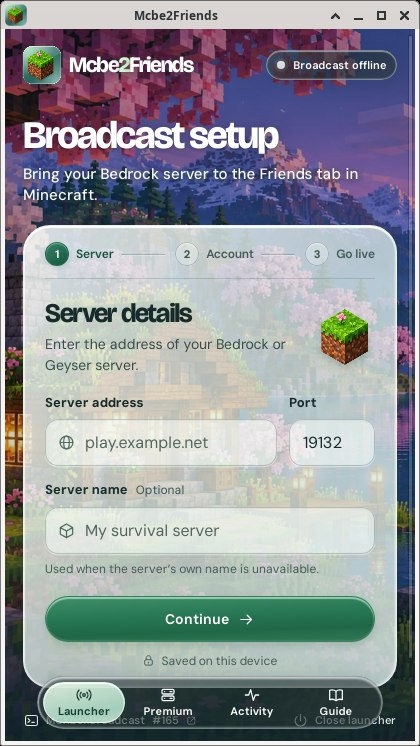 Mcbe2Friends
Mcbe2Friends
Broadcast offline
Broadcast setup
Bring your Bedrock server to the Friends tab in
Minecraft.
1 Server 2 Account 3 Go live
Server details
Enter the address of your Bedrock or
Geyser server.
Server address Port
play.example.net 19132
Server name Optional
My survival server
Used when the server's own name is unavailable.
Continue
Saved on this device
Launcher Premium Activity Guide
#165 Close launcher